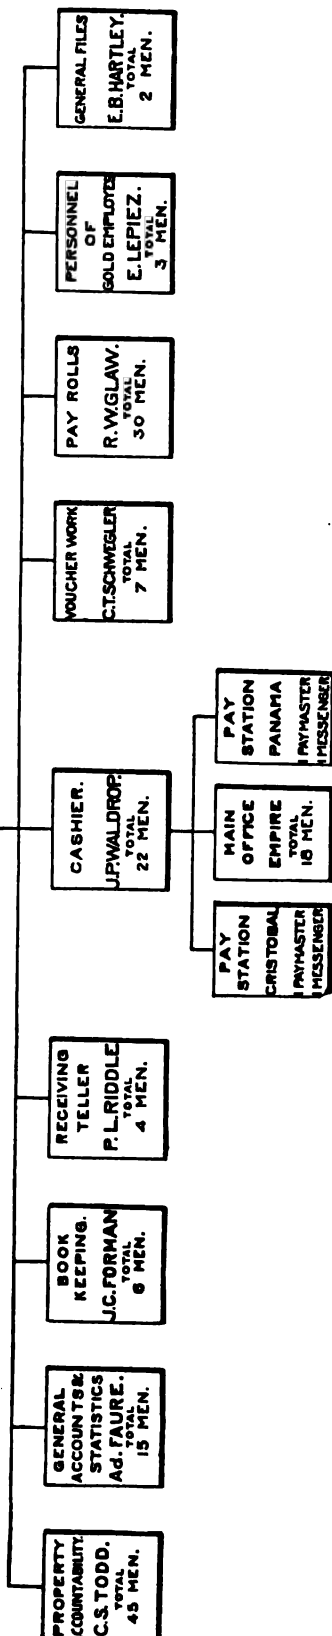 PROPERTY
CCOUNTABILITY.
C.S. TODD.
TOTAL
45 MEN.
GENERAL
ACCOUNTS &
STATISTICS
Ad. FAURE.
TOTAL
15 MEN.
BOOK
KEEPING.
J.C. FORMAN
TOTAL
6 MEN.
RECEIVING
TELLER
P. L. RIDDLE
TOTAL
4 MEN.
CASHIER.
J.P. WALDROP.
TOTAL
22 MEN.
PAY
STATION
CRISTOBAL
1 PAYMASTER
1 MESSENGER
MAIN
OFFICE
EMPIRE
TOTAL
18 MEN.
PAY
STATION
PANAMA
1 PAYMASTER
1 MESSENGER
VOUCHER WORK
C.T. SCHWEGLER
TOTAL
7 MEN.
PAY ROLLS
R. W. GLAW.
TOTAL
30 MEN.
PERSONNEL
OF
GOLD EMPLOYES
E. LEPIEZ.
TOTAL
3 MEN.
GENERAL FILES
E.B. HARTLEY.
TOTAL
2 MEN.